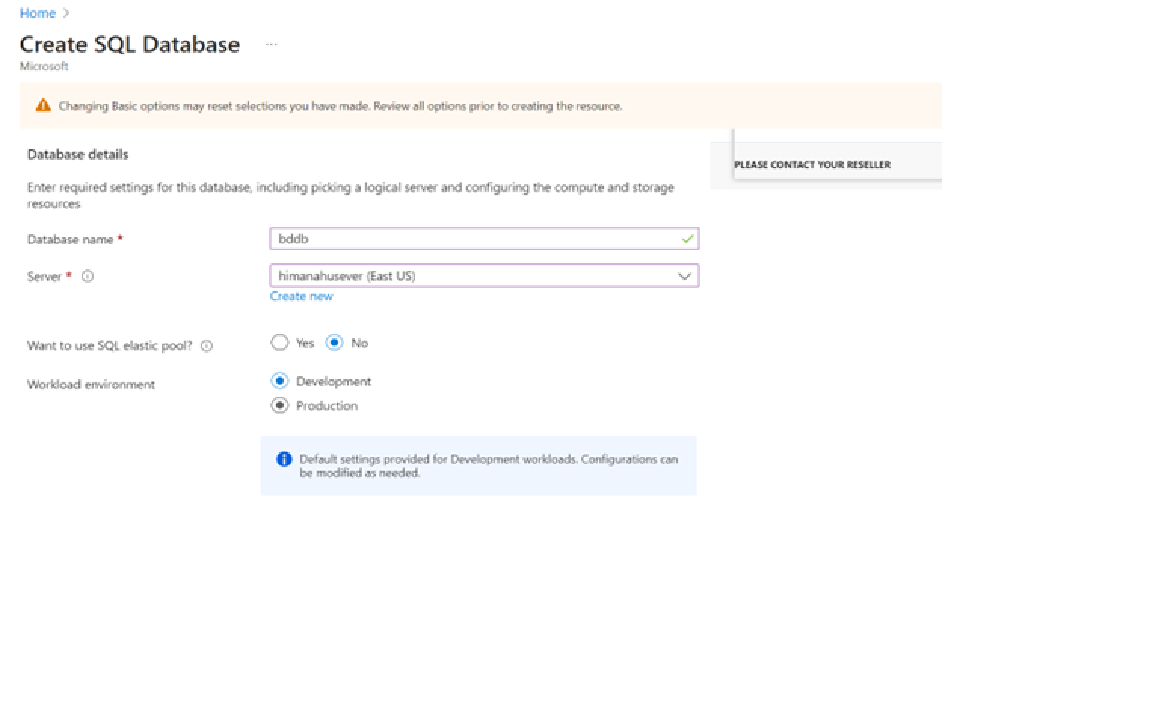 Home >
Create SQL Database ...
Microsoft
Changing Basic options may reset selections you have made. Review all options prior to creating the resource.
Database details
PLEASE CONTACT YOUR RESELLER
Enter required settings for this database, including picking a logical server and configuring the compute and storage
resources
Database name *
bddb
Server *
himanahusever (East US)
Create new
Want to use SQL elastic pool?
Yes No
Workload environment
Development
Production
Default settings provided for Development workloads. Configurations can
be modified as needed.